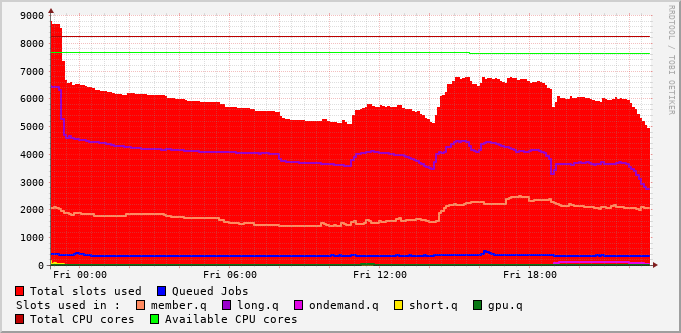 9000
8000
7000
6000
5000
4000
3000
2000
1000
0
Fri 00:00 Fri 06:00 Fri 12:00 Fri 18:00
Total slots used Queued Jobs
Slots used in : member.q long.q ondemand.q short.q gpu.q
Total CPU cores Available CPU cores
RRDTOOL / TOBI OETIKER